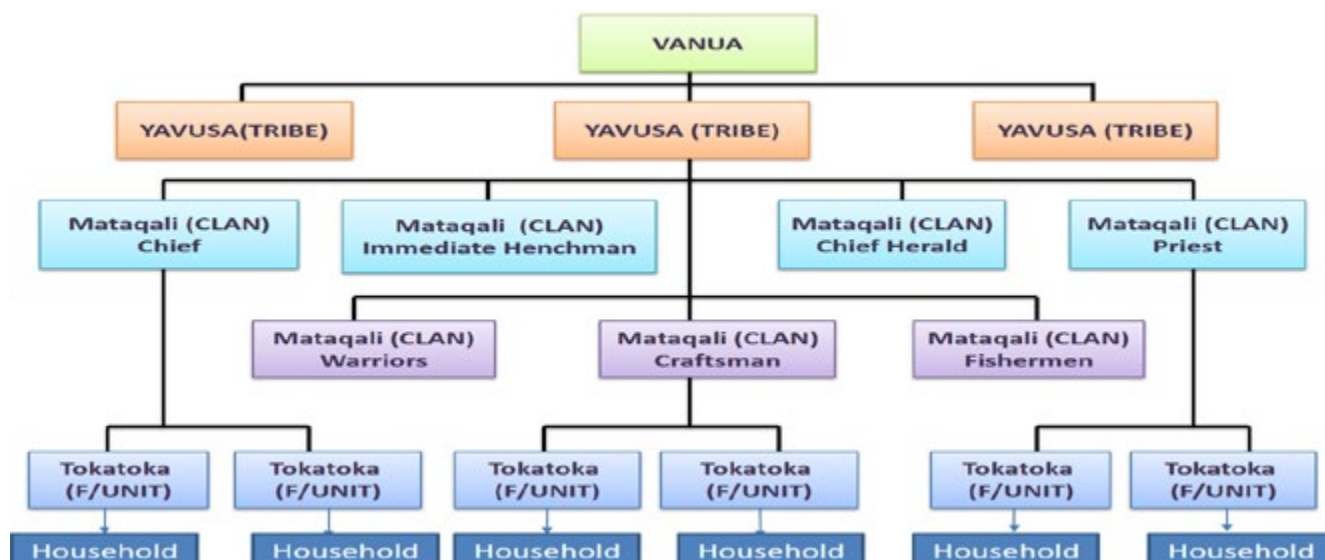 VANUA
YAVUSA(TRIBE)
YAVUSA (TRIBE)
YAVUSA (TRIBE)
Mataqali (CLAN)
Chief
Mataqali (CLAN)
Immediate Henchman
Mataqali (CLAN)
Chief Herald
Mataqali (CLAN)
Priest
Mataqali (CLAN)
Warriors
Mataqali (CLAN)
Craftsman
Mataqali (CLAN)
Fishermen
Tokatoka
(F/UNIT)
Tokatoka
(F/UNIT)
Tokatoka
(F/UNIT)
Tokatoka
(F/UNIT)
Tokatoka
(F/UNIT)
Tokatoka
(F/UNIT)
Household
Household
Household
Household
Household
Household